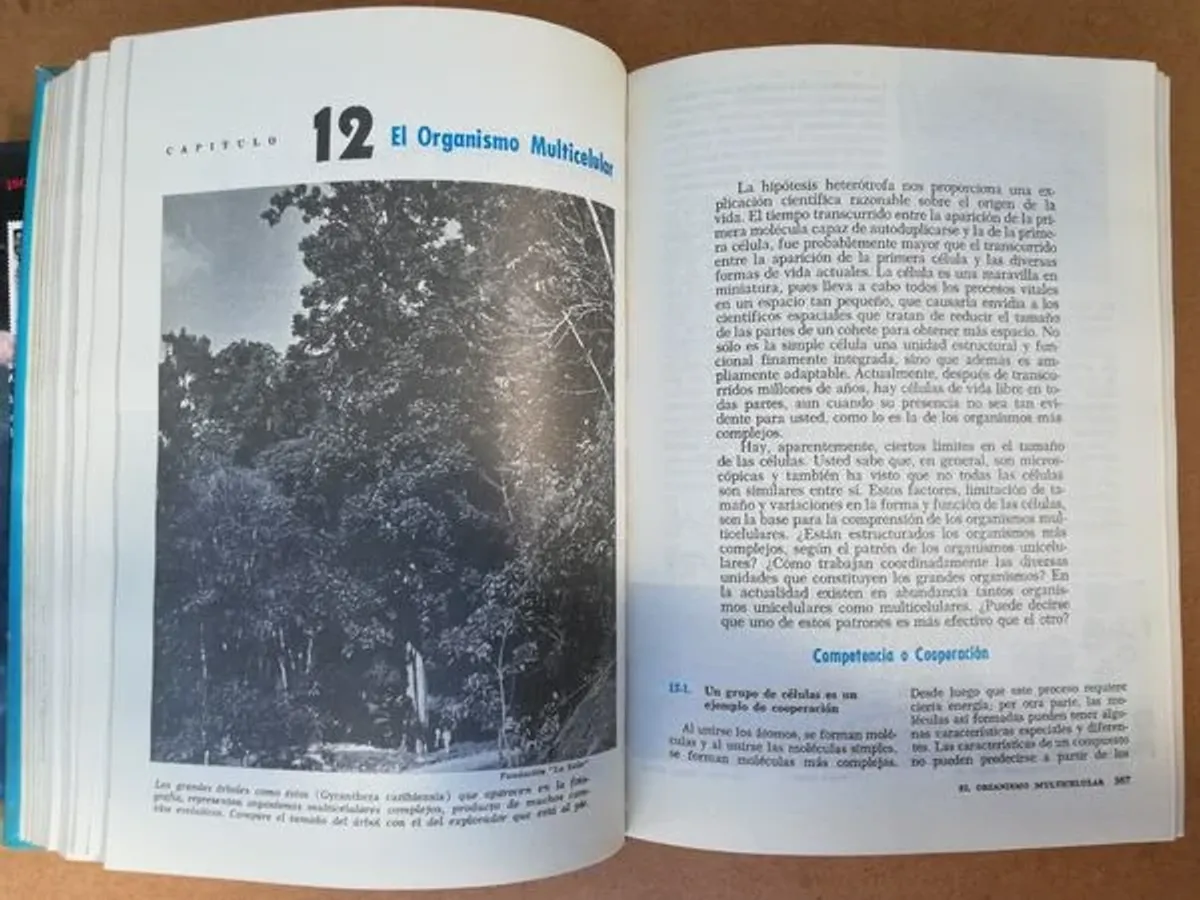 CAPITULO 12 El Organismo Multicelular
Fundación "La Salle"
Los grandes árboles como éstos (Gyranthera caribiensis) que aparecen en la foto-
grafía, representan organismos multicelulares complejos, producto de muchos cam-
bios evolutivos. Compare el tamaño del árbol con el del explorador que está al pie.
La hipótesis heterótrofa nos proporciona una ex-
plicación científica razonable sobre el origen de la
vida. El tiempo transcurrido entre la aparición de la pri-
mera molécula capaz de autoduplicarse y la de la prime-
ra célula, fue probablemente mayor que el transcurrido
entre la aparición de la primera célula y las diversas
formas de vida actuales. La célula es una maravilla en
miniatura, pues lleva a cabo todos los procesos vitales
en un espacio tan pequeño, que causaría envidia a los
científicos espaciales que tratan de reducir el tamaño
de las partes de un cohete para obtener más espacio. No
sólo es la simple célula una unidad estructural y fun-
cional finamente integrada, sino que además es am-
pliamente adaptable. Actualmente, después de transcu-
rridos millones de años, hay células de vida libre en to-
das partes, aun cuando su presencia no sea tan evi-
dente para usted, como lo es la de los organismos más
complejos.
Hay, aparentemente, ciertos límites en el tamaño
de las células. Usted sabe que, en general, son micros-
cópicas y también ha visto que no todas las células
son similares entre sí. Estos factores, limitación de ta-
maño y variaciones en la forma y función de las células,
son la base para la comprensión de los organismos mul-
ticelulares. ¿Están estructurados los organismos más
complejos, según el patrón de los organismos unicelu-
lares? ¿Cómo trabajan coordinadamente las diversas
unidades que constituyen los grandes organismos? En
la actualidad existen en abundancia tantos organis-
mos unicelulares como multicelulares. ¿Puede decirse
que uno de estos patrones es más efectivo que el otro?
Competencia o Cooperación
12-1. Un grupo de células es un
ejemplo de cooperación
Al unirse los átomos, se forman molé-
culas y al unirse las moléculas simples,
se forman moléculas más complejas.
Desde luego que este proceso requiere
cierta energía; por otra parte, las mo-
léculas así formadas pueden tener algu-
nas características especiales y diferen-
tes. Las características de un compuesto
no pueden predecirse a partir de los
EL ORGANISMO MULTICELULAR 267